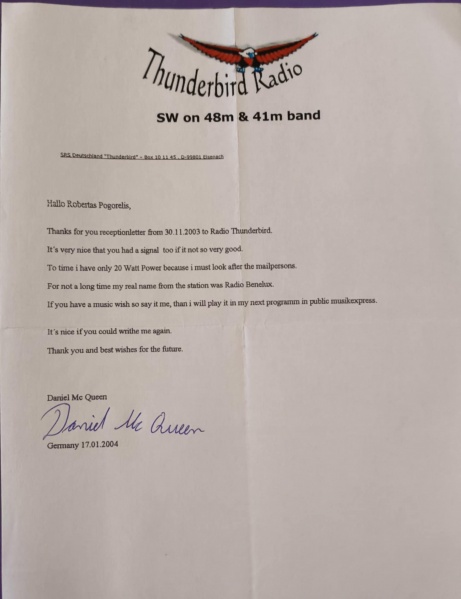 Thunderbird Radio
SW on 48m & 41m band
SRS Deutschland "Thunderbird" - Box 10 11 45 , D-99801 Eisenach
Hallo Robertas Pogorelis,
Thanks for you receptionletter from 30.11.2003 to Radio Thunderbird.
It's very nice that you had a signal too if it not so very good.
To time i have only 20 Watt Power because i must look after the mailpersons.
For not a long time my real name from the station was Radio Benelux.
If you have a music wish so say it me, than i will play it in my next programm in public musikexpress.
It's nice if you could writhe me again.
Thank you and best wishes for the future.
Daniel Mc Queen
Daniel Mc Queen
Germany 17.01.2004